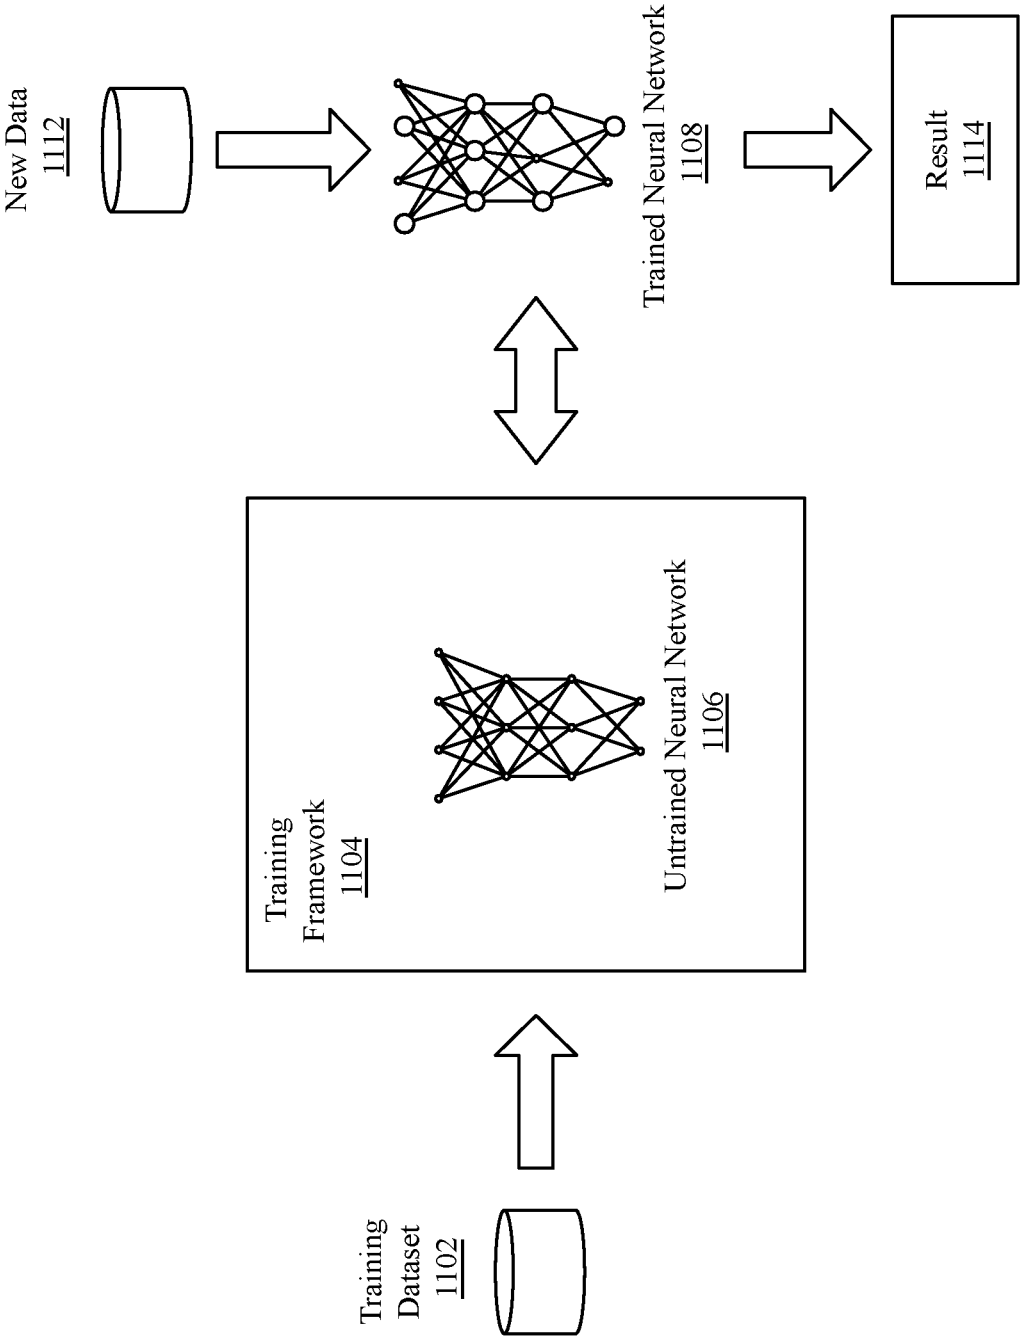 Training
Dataset
1102
Training
Framework
1104
Untrained Neural Network
1106
New Data
1112
Trained Neural Network
1108
Result
1114